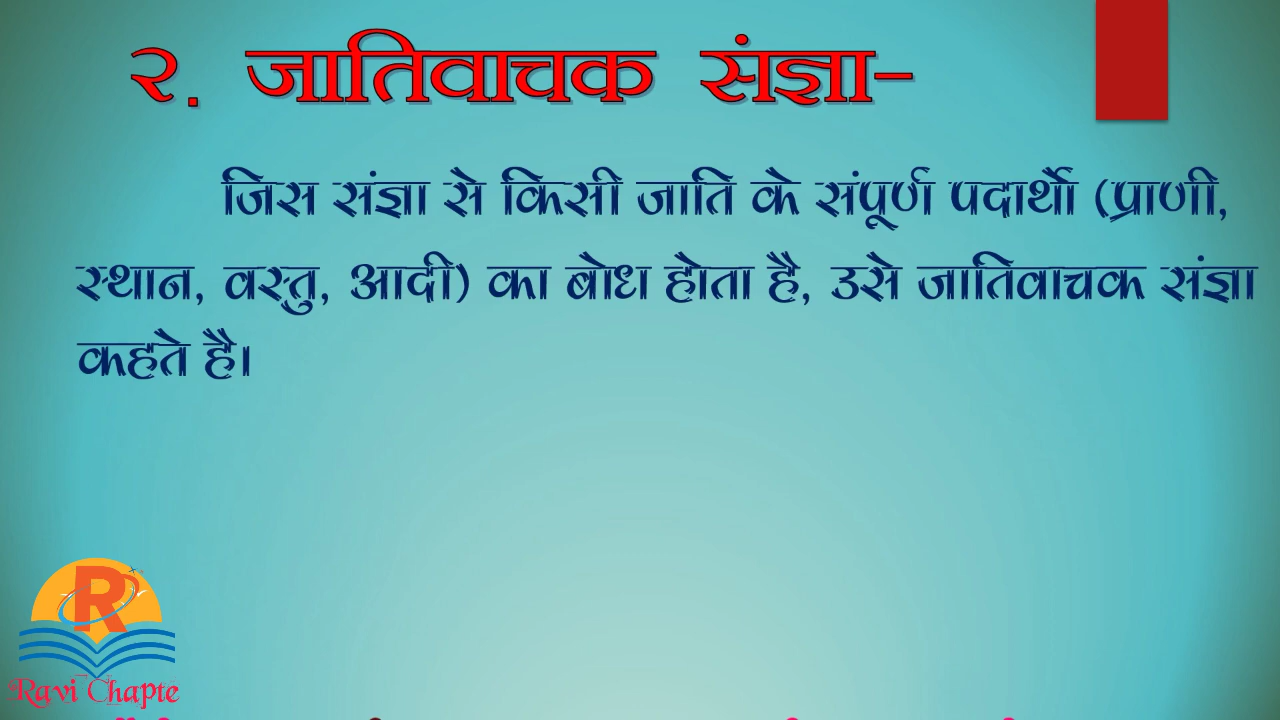 २. जातिवाचक संज्ञा-
जिस संज्ञा से किसी जाति के संपूर्ण पदार्थो (प्राणी,
स्थान, वस्तु, आदी) का बोध होता है, उसे जातिवाचक संज्ञा
कहते है।
R
Ravi Chapte